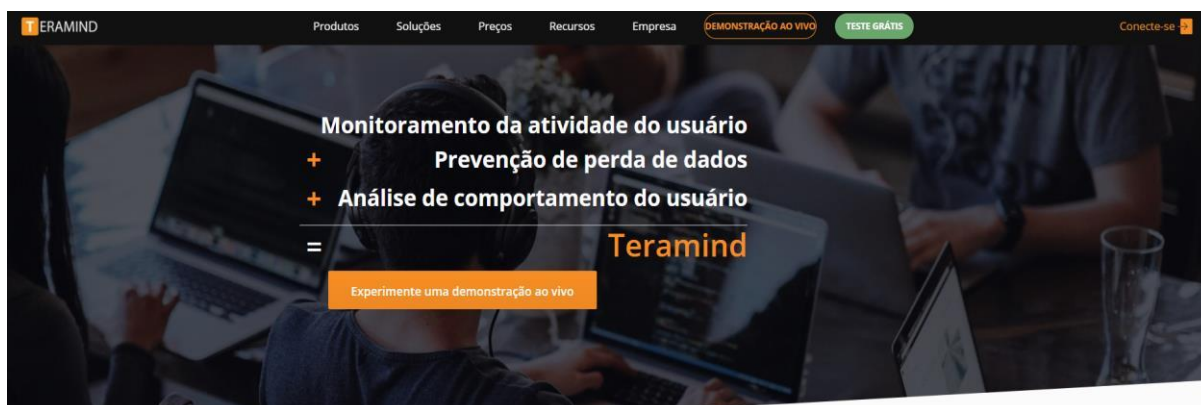 TERAMIND
Produtos Soluções Preços Recursos Empresa DEMONSTRAÇÃO AO VIVO TESTE GRÁTIS Conecte-se
Monitoramento da atividade do usuário
+ Prevenção de perda de dados
+ Análise de comportamento do usuário
= Teramind
Experimente uma demonstração ao vivo